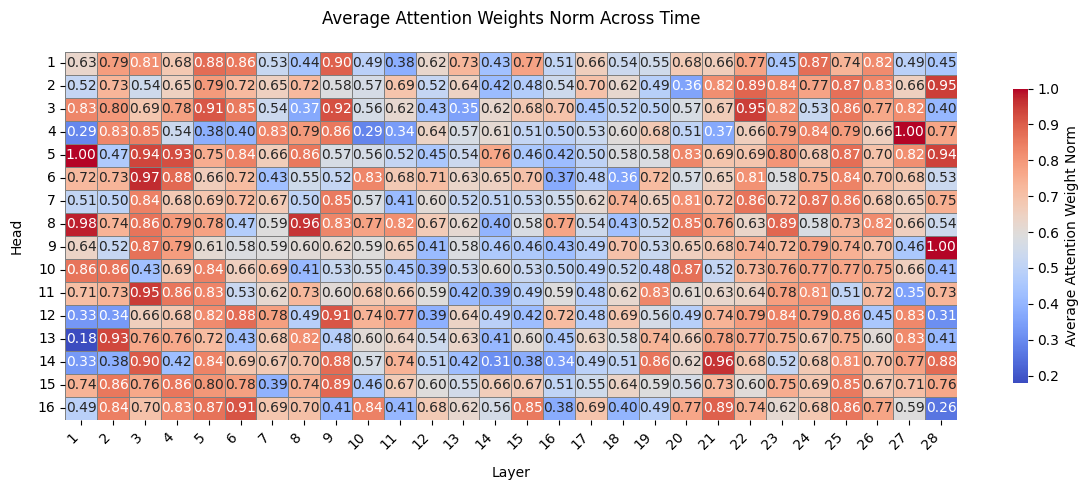 Average Attention Weights Norm Across Time
1 0.63 0.79 0.81 0.68 0.88 0.86 0.53 0.44 0.90 0.49 0.38 0.62 0.73 0.43 0.77 0.51 0.66 0.54 0.55 0.68 0.66 0.77 0.45 0.87 0.74 0.82 0.49 0.45
2 0.52 0.73 0.54 0.65 0.79 0.72 0.65 0.72 0.58 0.57 0.69 0.52 0.64 0.42 0.48 0.54 0.70 0.62 0.49 0.36 0.82 0.89 0.84 0.77 0.87 0.83 0.66 0.95
3 0.83 0.80 0.69 0.78 0.91 0.85 0.54 0.37 0.92 0.56 0.62 0.43 0.35 0.62 0.68 0.70 0.45 0.52 0.50 0.57 0.67 0.95 0.82 0.53 0.86 0.77 0.82 0.40
4 0.29 0.83 0.85 0.54 0.38 0.40 0.83 0.79 0.86 0.29 0.34 0.64 0.57 0.61 0.51 0.50 0.53 0.60 0.68 0.51 0.37 0.66 0.79 0.84 0.79 0.66 1.00 0.77
5 1.00 0.47 0.94 0.93 0.75 0.84 0.66 0.86 0.57 0.56 0.52 0.45 0.54 0.76 0.46 0.42 0.50 0.58 0.58 0.83 0.69 0.69 0.80 0.68 0.87 0.70 0.82 0.94
6 0.72 0.73 0.97 0.88 0.66 0.72 0.43 0.55 0.52 0.83 0.68 0.71 0.63 0.65 0.70 0.37 0.48 0.36 0.72 0.57 0.65 0.81 0.58 0.75 0.84 0.70 0.68 0.53
7 0.51 0.50 0.84 0.68 0.69 0.72 0.67 0.50 0.85 0.57 0.41 0.60 0.52 0.51 0.53 0.55 0.62 0.74 0.65 0.81 0.72 0.86 0.72 0.87 0.86 0.68 0.65 0.75
8 0.98 0.74 0.86 0.79 0.78 0.47 0.59 0.96 0.83 0.77 0.82 0.67 0.62 0.40 0.58 0.77 0.54 0.43 0.52 0.76 0.62 0.63 0.89 0.58 0.73 0.82 0.66 0.54
9 0.64 0.52 0.87 0.79 0.61 0.58 0.59 0.60 0.62 0.59 0.65 0.41 0.58 0.46 0.46 0.43 0.49 0.70 0.53 0.65 0.68 0.74 0.72 0.79 0.74 0.70 0.46 1.00
10 0.86 0.86 0.43 0.69 0.84 0.66 0.69 0.41 0.53 0.55 0.45 0.39 0.53 0.60 0.53 0.50 0.49 0.52 0.48 0.87 0.52 0.73 0.76 0.77 0.77 0.75 0.66 0.41
11 0.71 0.73 0.95 0.86 0.83 0.53 0.62 0.73 0.60 0.68 0.66 0.59 0.42 0.39 0.49 0.59 0.48 0.62 0.83 0.61 0.63 0.64 0.78 0.81 0.51 0.72 0.35 0.73
12 0.33 0.34 0.66 0.68 0.82 0.88 0.78 0.49 0.91 0.74 0.77 0.39 0.64 0.49 0.42 0.72 0.48 0.69 0.56 0.49 0.74 0.79 0.84 0.79 0.86 0.45 0.83 0.31
13 0.18 0.93 0.76 0.76 0.72 0.43 0.68 0.82 0.48 0.60 0.64 0.54 0.63 0.41 0.60 0.45 0.63 0.58 0.74 0.66 0.77 0.77 0.75 0.67 0.75 0.60 0.83 0.41
14 0.33 0.38 0.90 0.42 0.84 0.69 0.67 0.70 0.88 0.57 0.74 0.51 0.42 0.31 0.38 0.34 0.49 0.51 0.86 0.62 0.96 0.68 0.52 0.68 0.81 0.70 0.77 0.88
15 0.74 0.86 0.76 0.86 0.80 0.78 0.39 0.74 0.89 0.46 0.67 0.60 0.55 0.66 0.67 0.51 0.55 0.64 0.59 0.56 0.73 0.60 0.75 0.69 0.85 0.67 0.71 0.76
16 0.49 0.84 0.70 0.83 0.87 0.91 0.69 0.70 0.41 0.84 0.41 0.68 0.62 0.56 0.85 0.38 0.69 0.40 0.49 0.77 0.89 0.74 0.62 0.68 0.86 0.77 0.59 0.26
1 2 3 4 5 6 7 8 9 10 11 12 13 14 15 16 17 18 19 20 21 22 23 24 25 26 27 28
Layer
Head
1.0
0.9
0.8
0.7
0.6
0.5
0.4
0.3
0.2
Average Attention Weight Norm